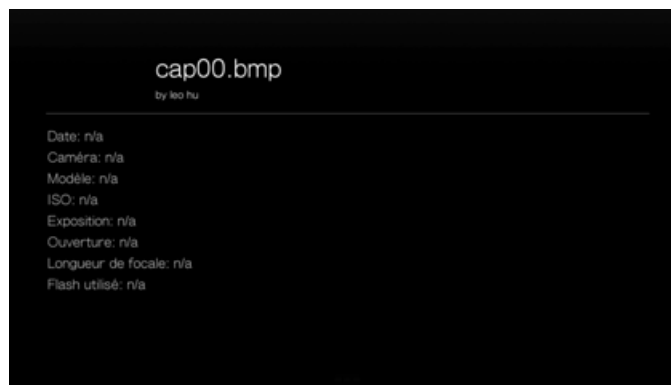 cap00.bmp
by leo hu
Date: n/a
Caméra: n/a
Modèle: n/a
ISO: n/a
Exposition: n/a
Ouverture: n/a
Longueur de focale: n/a
Flash utilisé: n/a